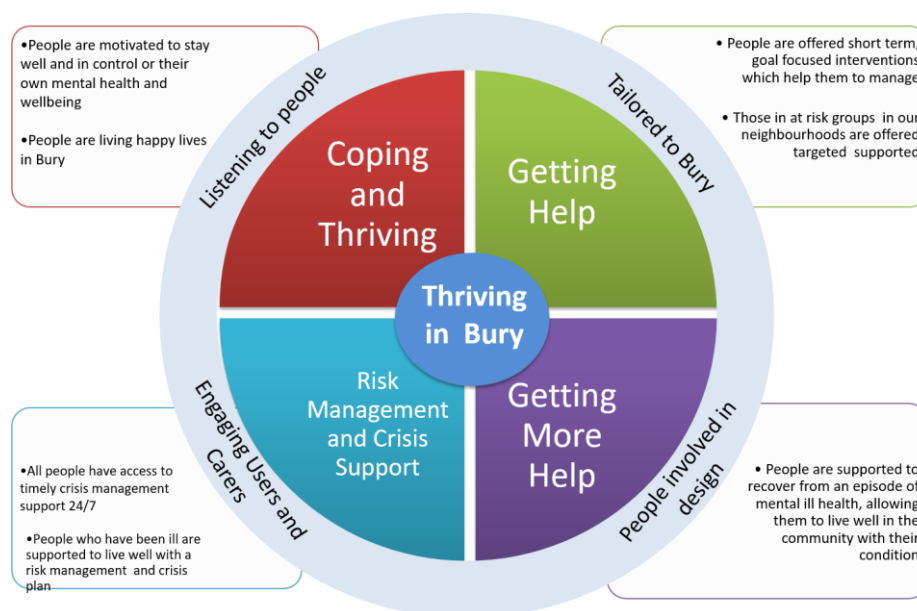 •People are motivated to stay
well and in control or their
own mental health and
wellbeing
•People are living happy lives
in Bury
Listening to people
Coping
and
Thriving
Tailored to Bury
Getting
Help
• People are offered short term,
goal focused interventions
which help them to manage
• Those in at risk groups in our
neighbourhoods are offered
targeted supported
Thriving
in Bury
•All people have access to
timely crisis management
support 24/7
•People who have been ill are
supported to live well with a
risk management and crisis
plan
Engaging Users and
Carers
Risk
Management
and Crisis
Support
Getting
More
Help
People involved in
design
• People are supported to
recover from an episode of
mental ill health, allowing
them to live well in the
community with their
condition